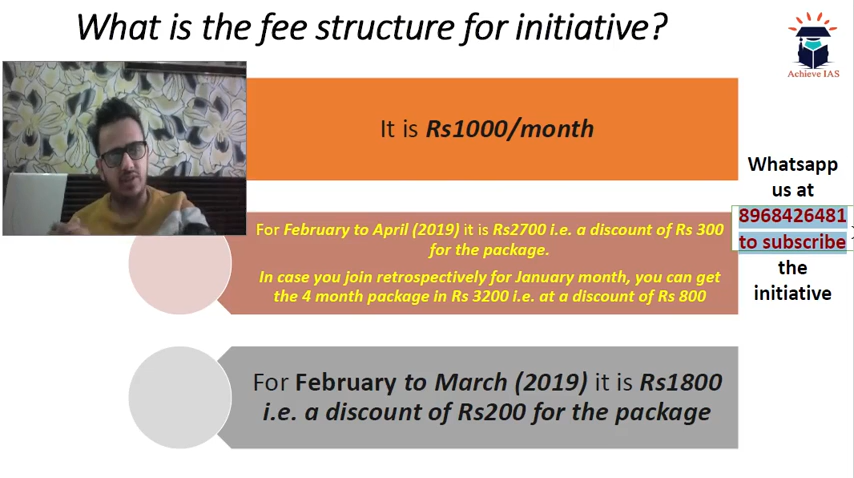 What is the fee structure for initiative?
Achieve IAS
It is Rs1000/month
For February to April (2019) it is Rs2700 i.e. a discount of Rs 300
for the package.
In case you join retrospectively for January month, you can get
the 4 month package in Rs 3200 i.e. at a discount of Rs 800
For February to March (2019) it is Rs1800
i.e. a discount of Rs200 for the package
Whatsapp
us at
8968426481
to subscribe
the
initiative